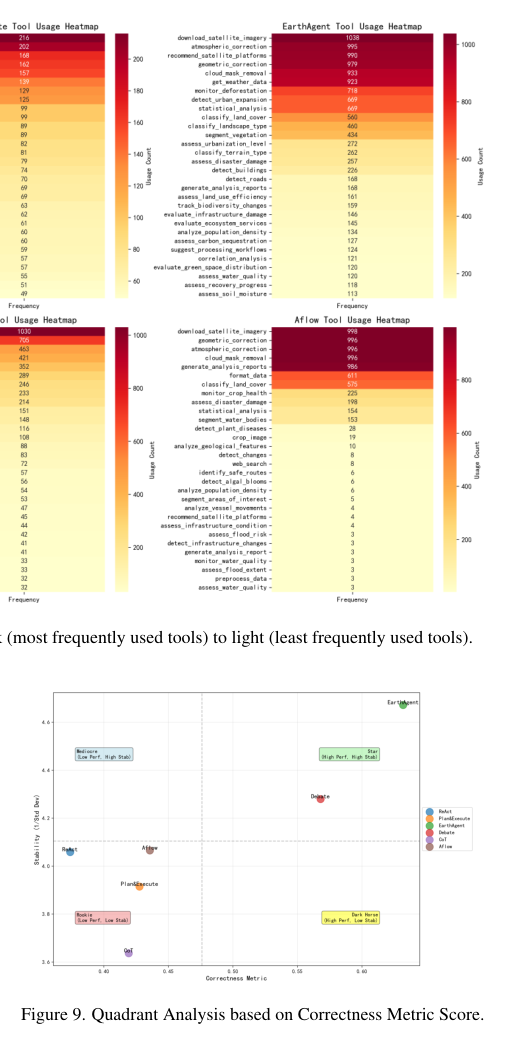 te Tool Usage Heatmap
216
202
168
162
157
139
129
125
99
99
89
89
82
81
79
74
70
69
69
63
62
61
60
60
59
57
57
55
51
49
Frequency
200
180
160
140
120
100
80
60
Usage Count
EarthAgent Tool Usage Heatmap
download_satellite_imagery 1038
atmospheric_correction 995
recommend_satellite_platforms 990
geometric_correction 979
cloud_mask_removal 933
get_weather_data 923
monitor_deforestation 718
detect_urban_expansion 669
statistical_analysis 669
classify_land_cover 560
classify_landscape_type 460
segment_vegetation 434
assess_urbanization_level 272
classify_terrain_type 262
assess_disaster_damage 257
detect_buildings 226
detect_roads 168
generate_analysis_reports 168
assess_land_use_efficiency 161
track_biodiversity_changes 159
evaluate_infrastructure_damage 146
evaluate_ecosystem_services 145
analyze_population_density 134
assess_carbon_sequestration 127
suggest_processing_workflows 124
correlation_analysis 121
evaluate_green_space_distribution 120
assess_water_quality 120
assess_recovery_progress 118
assess_soil_moisture 113
Frequency
1000
800
600
400
200
Usage Count
ol Usage Heatmap
1030
705
463
421
352
289
246
233
214
151
148
116
108
88
83
72
57
56
54
53
47
45
44
42
41
41
33
33
32
32
Frequency
1000
800
600
400
200
Usage Count
Aflow Tool Usage Heatmap
download_satellite_imagery 998
geometric_correction 996
atmospheric_correction 996
cloud_mask_removal 996
generate_analysis_reports 986
format_data 611
classify_land_cover 575
monitor_crop_health 225
assess_disaster_damage 198
statistical_analysis 154
segment_water_bodies 153
detect_plant_diseases 28
crop_image 19
analyze_geological_features 10
detect_changes 8
web_search 8
identify_safe_routes 6
detect_algal_blooms 6
analyze_population_density 6
segment_areas_of_interest 5
analyze_vessel_movements 4
recommend_satellite_platforms 4
assess_infrastructure_condition 4
assess_flood_risk 3
detect_infrastructure_changes 3
generate_analysis_report 3
monitor_water_quality 3
assess_flood_extent 3
preprocess_data 3
assess_water_quality 3
Frequency
800
600
400
200
Usage Count
(most frequently used tools) to light (least frequently used tools).
Stability (1/Std Dev)
4.6
4.4
4.2
4.0
3.8
3.6
EarthAgent
Mediocre
(Low Perf, High Stab)
Star
(High Perf, High Stab)
Debate
ReAct
Aflow
Plan&Execute
Rookie
(Low Perf, Low Stab)
Dark Horse
(High Perf, Low Stab)
CoT
0.40 0.45 0.50 0.55 0.60
Correctness Metric
ReAct
Plan&Execute
EarthAgent
Debate
CoT
Aflow
Figure 9. Quadrant Analysis based on Correctness Metric Score.